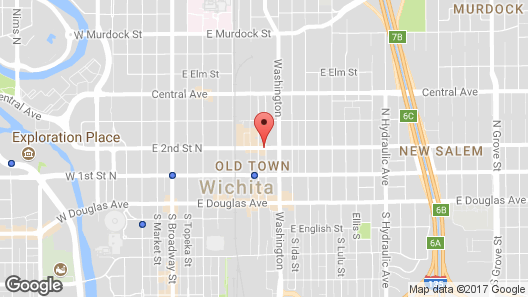 MURDOCK
Nims N
W Murdock St
E Murdock St
7B
E Elm St
E Elm St
Central Ave
Central Ave
Central Ave
Washington
6C
N Hydraulic Ave
N Grove St
Exploration Place
E 2nd St N
NEW SALEM
OLD TOWN
W 1st St N
Wichita
W Douglas Ave
E Douglas Ave
E Douglas Ave
6B
S Market St
S Broadway St
S Topeka St
Washington
S Ida St
E English St
S Lulu St
Ellis S
S Hydraulic Ave
6A
S Grove St
Google
Map data ©2017 Google